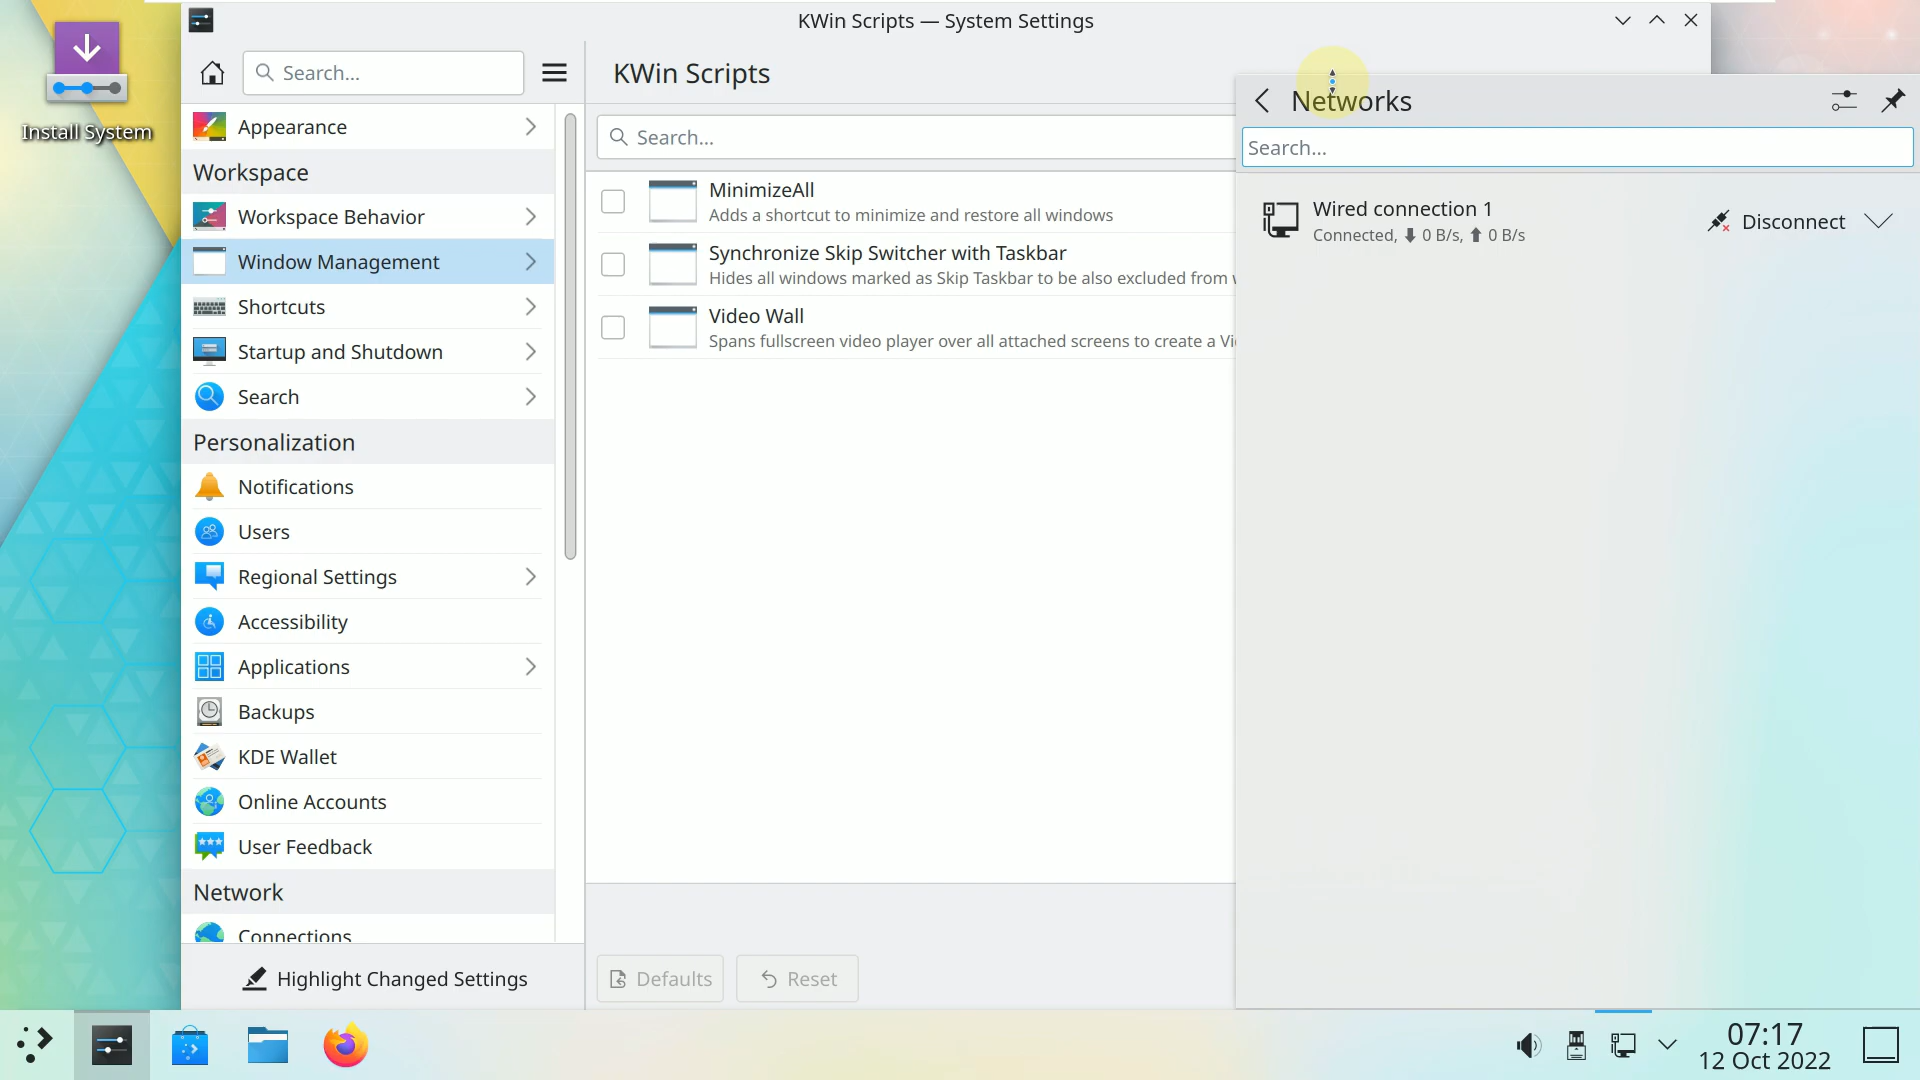 Install System
KWin Scripts — System Settings
Search...
Appearance
Workspace
Workspace Behavior
Window Management
Shortcuts
Startup and Shutdown
Search
Personalization
Notifications
Users
Regional Settings
Accessibility
Applications
Backups
KDE Wallet
Online Accounts
User Feedback
Network
Connections
Highlight Changed Settings
KWin Scripts
Search...
MinimizeAll
Adds a shortcut to minimize and restore all windows
Synchronize Skip Switcher with Taskbar
Hides all windows marked as Skip Taskbar to be also excluded from
Video Wall
Spans fullscreen video player over all attached screens to create a
Defaults
Reset
Networks
Search...
Wired connection 1
Connected, 0 B/s, 0 B/s
Disconnect
07:17
12 Oct 2022